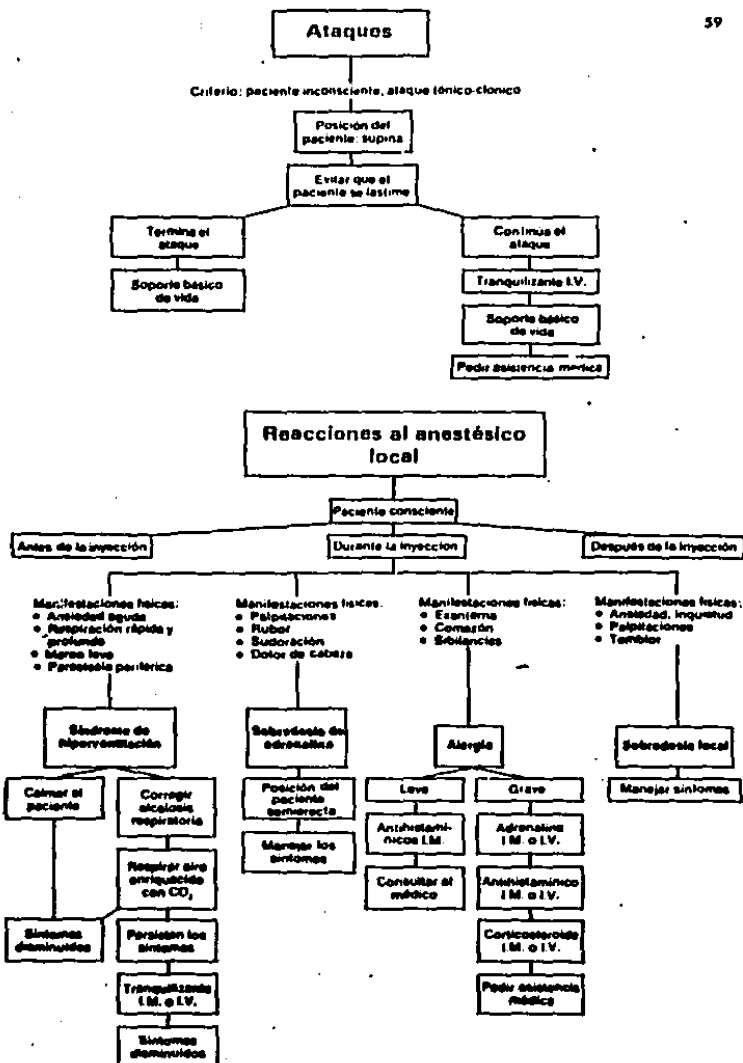 59
Ataques
Criterio: paciente inconsciente, ataque tónico-clónico
Posición del
paciente: supina
Evitar que el
paciente se lastime
Termina el
ataque
Soporte básico
de vida
Continúa el
ataque
Tranquilizante I.V.
Soporte básico
de vida
Pedir asistencia médica
Reacciones al anestésico
local
Paciente consciente
Antes de la inyección
Durante la inyección
Después de la inyección
Manifestaciones físicas:
• Ansiedad aguda
• Respiración rápida y
profunda
• Mareo leve
• Parestesia periférica
Síndrome de
hiperventilación
Calmar al
paciente
Corregir
alcalosis
respiratoria
Respirar aire
enriquecido
con CO₂
Síntomas
disminuidos
Persisten los
síntomas
Tranquilizante
I.M. o I.V.
Síntomas
disminuidos
Manifestaciones físicas:
• Palpitaciones
• Rubor
• Sudoración
• Dolor de cabeza
Sobredosis de
adrenalina
Posición del
paciente
semierecta
Manejar los
síntomas
Manifestaciones físicas:
• Exantema
• Comezón
• Sibilancias
Alergia
Leve
Antihistamí-
nicos I.M.
Consultar al
médico
Grave
Adrenalina
I.M. o I.V.
Antihistamínico
I.M. o I.V.
Corticosteroide
I.M. o I.V.
Pedir asistencia
médica
Manifestaciones físicas:
• Ansiedad, inquietud
• Palpitaciones
• Temblor
Sobredosis local
Manejar síntomas